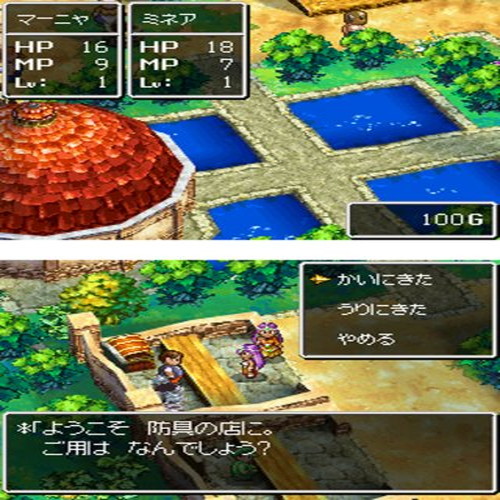 マーニャ
HP 16
MP 9
Lv: 1
ミネア
HP 18
MP 7
Lv: 1
100G
かいにきた
うりにきた
やめる
*「ようこそ 防具の店に。
ご用は なんでしょう?